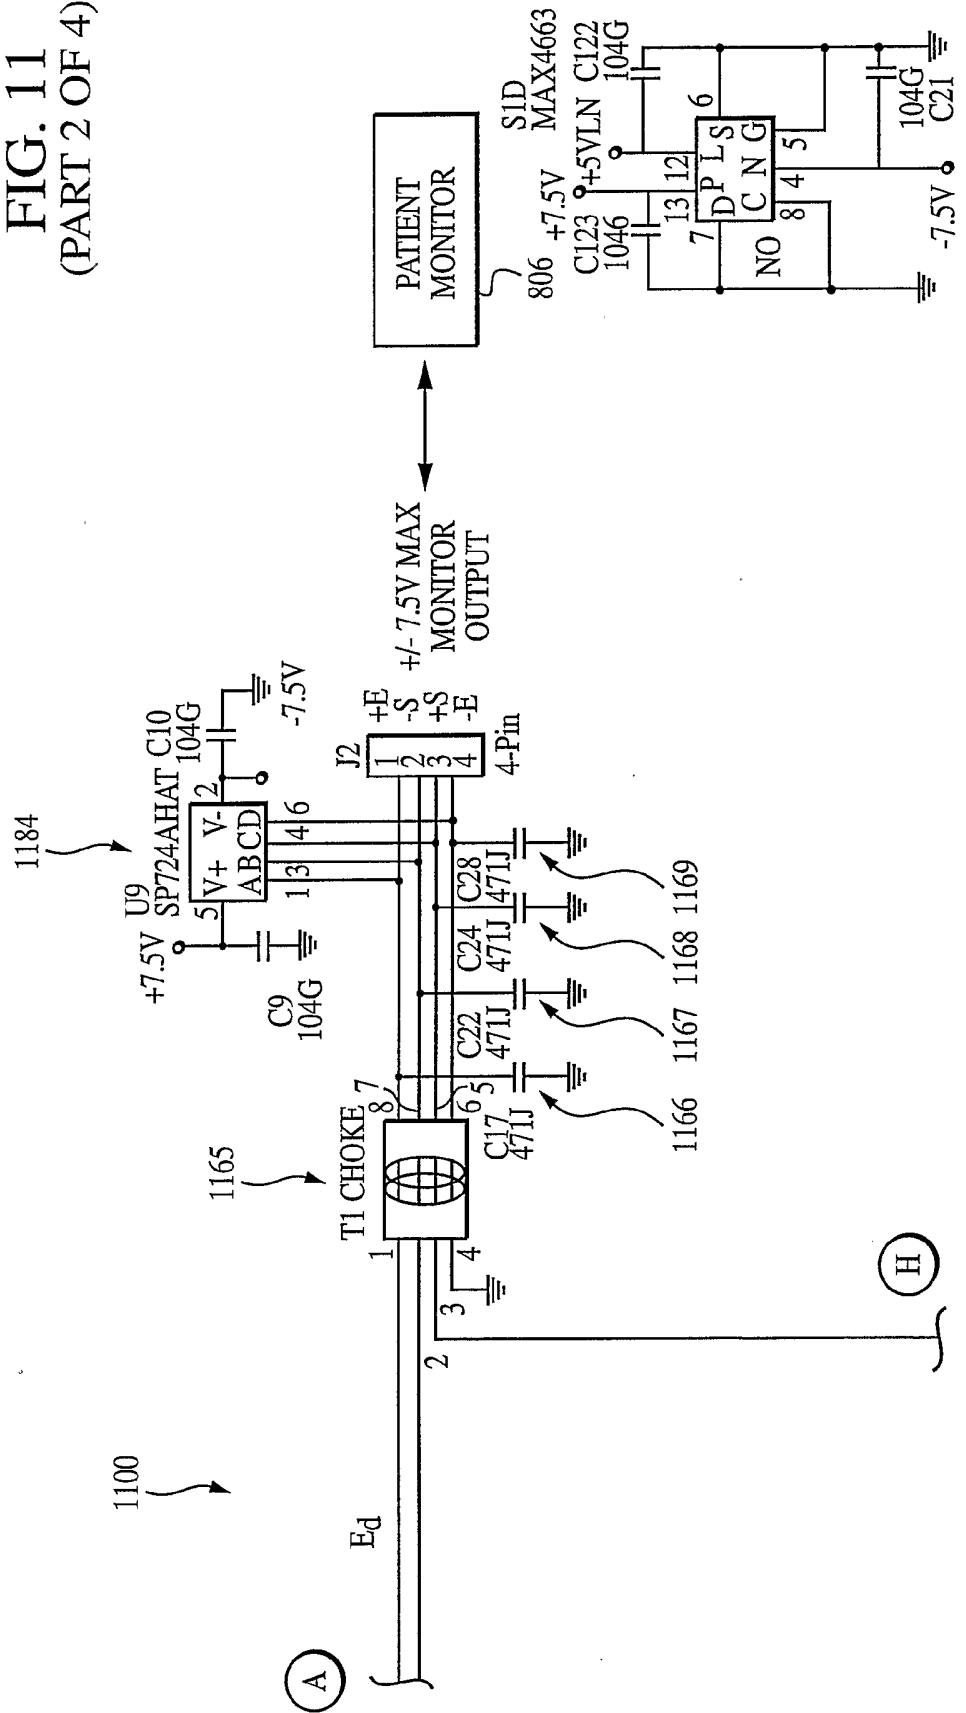 FIG. 11
(PART 2 OF 4)
1100
A
Ed
1165
T1 CHOKE
1
2
3
4
8
7
6
5
C17
471J
1166
C22
471J
1167
C24
471J
1168
C28
471J
1169
1184
U9
SP724AHAT
+7.5V
5
V+
V-
2
ABCD
1
3
4
6
C9
104G
C10
104G
-7.5V
J2
1
2
3
4
+E
-S
+S
-E
4-Pin
+/- 7.5V MAX
MONITOR
OUTPUT
PATIENT
MONITOR
806
S1D
MAX4663
+5VLN
C122
104G
+7.5V
C123
1046
7
13
12
6
D
P
L
S
C
N
G
8
4
5
NO
104G
C21
-7.5V
H